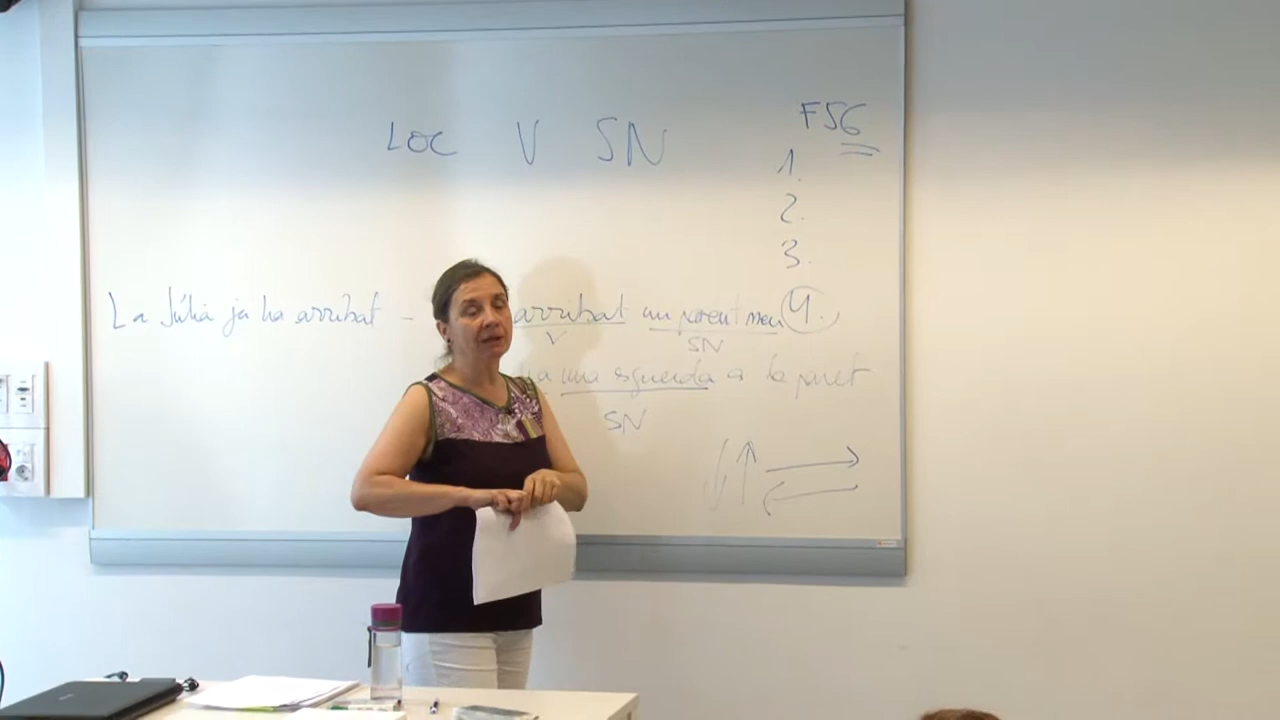 LOC V SN
FSG
1.
2.
3.
4.
La Júlia ja ha arribat - arribat un parent meu
V SN
una esquerda a la paret
SN